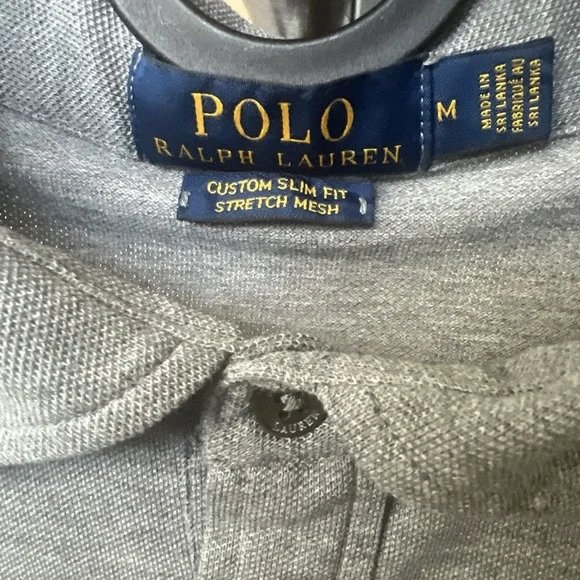 POLO
RALPH LAUREN
M
MADE IN
SRI LANKA
FABRIQUÉ AU
SRI LANKA
CUSTOM SLIM FIT
STRETCH MESH
LAUREN